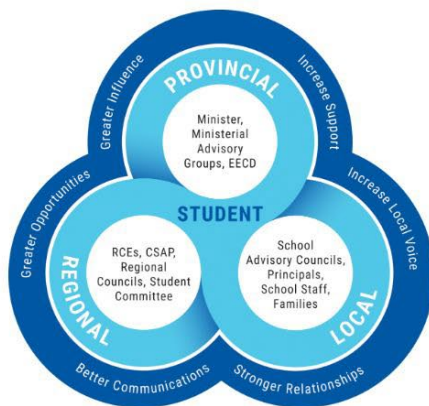 Greater Influence
Increase Support
PROVINCIAL
Minister,
Ministerial
Advisory
Groups, EECD
STUDENT
Greater Opportunities
REGIONAL
RCEs, CSAP,
Regional
Councils, Student
Committee
Better Communications
Increase Local Voice
School
Advisory Councils,
Principals,
School Staff,
Families
LOCAL
Stronger Relationships